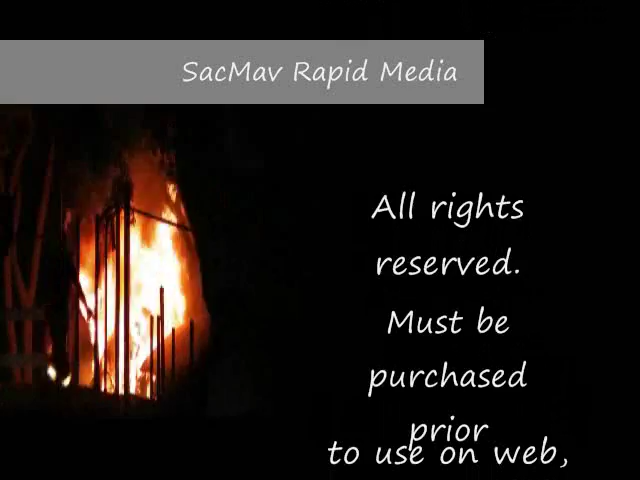 SacMav Rapid Media
All rights
reserved.
Must be
purchased
prior
to use on web,